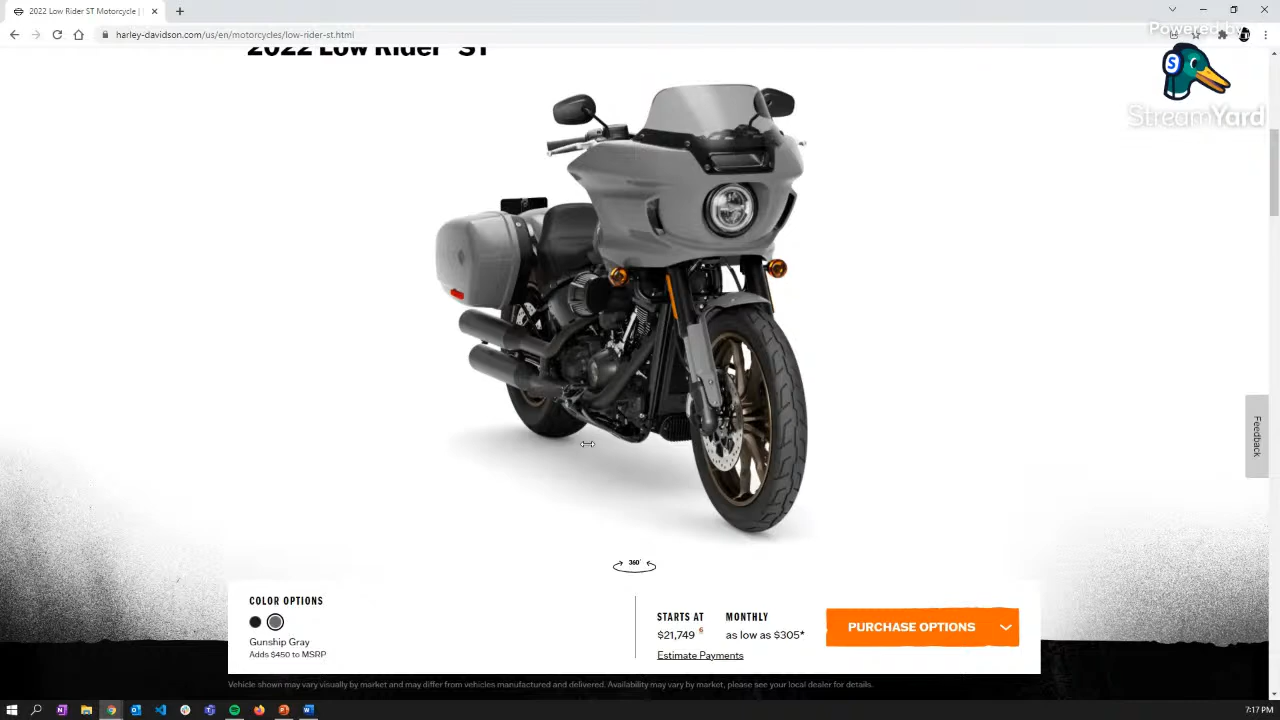 2022 Low Rider ST Motorcycle |
harley-davidson.com/us/en/motorcycles/low-rider-st.html
Powered by
StreamYard
2022 Low Rider ST
360°
Feedback
COLOR OPTIONS
Gunship Gray
Adds $450 to MSRP
STARTS AT
$21,749 6
Estimate Payments
MONTHLY
as low as $305*
PURCHASE OPTIONS
Vehicle shown may vary visually by market and may differ from vehicles manufactured and delivered. Availability may vary by market, please see your local dealer for details.
7:17 PM